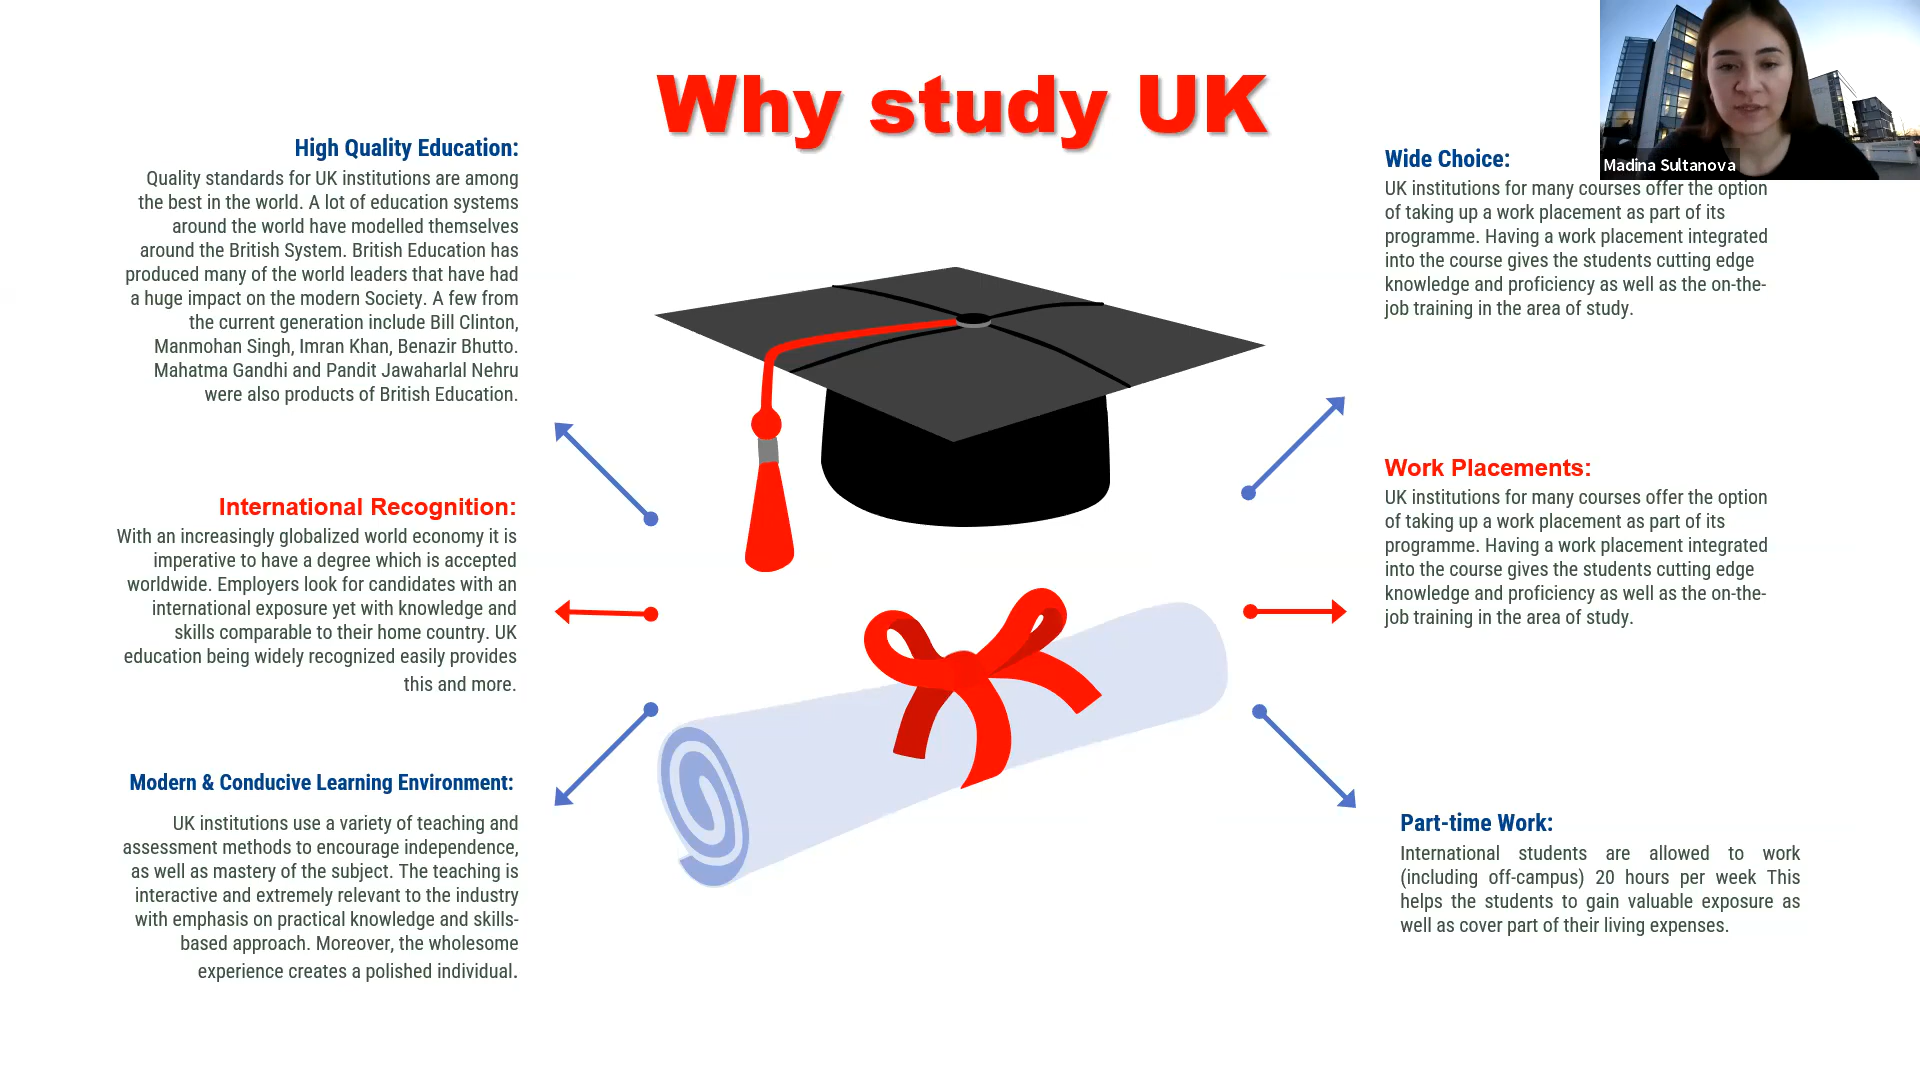 Why study UK
High Quality Education:
Quality standards for UK institutions are among
the best in the world. A lot of education systems
around the world have modelled themselves
around the British System. British Education has
produced many of the world leaders that have had
a huge impact on the modern Society. A few from
the current generation include Bill Clinton,
Manmohan Singh, Imran Khan, Benazir Bhutto.
Mahatma Gandhi and Pandit Jawaharlal Nehru
were also products of British Education.
International Recognition:
With an increasingly globalized world economy it is
imperative to have a degree which is accepted
worldwide. Employers look for candidates with an
international exposure yet with knowledge and
skills comparable to their home country. UK
education being widely recognized easily provides
this and more.
Modern & Conducive Learning Environment:
UK institutions use a variety of teaching and
assessment methods to encourage independence,
as well as mastery of the subject. The teaching is
interactive and extremely relevant to the industry
with emphasis on practical knowledge and skills-
based approach. Moreover, the wholesome
experience creates a polished individual.
Madina Sultanova
Wide Choice:
UK institutions for many courses offer the option
of taking up a work placement as part of its
programme. Having a work placement integrated
into the course gives the students cutting edge
knowledge and proficiency as well as the on-the-
job training in the area of study.
Work Placements:
UK institutions for many courses offer the option
of taking up a work placement as part of its
programme. Having a work placement integrated
into the course gives the students cutting edge
knowledge and proficiency as well as the on-the-
job training in the area of study.
Part-time Work:
International students are allowed to work
(including off-campus) 20 hours per week This
helps the students to gain valuable exposure as
well as cover part of their living expenses.